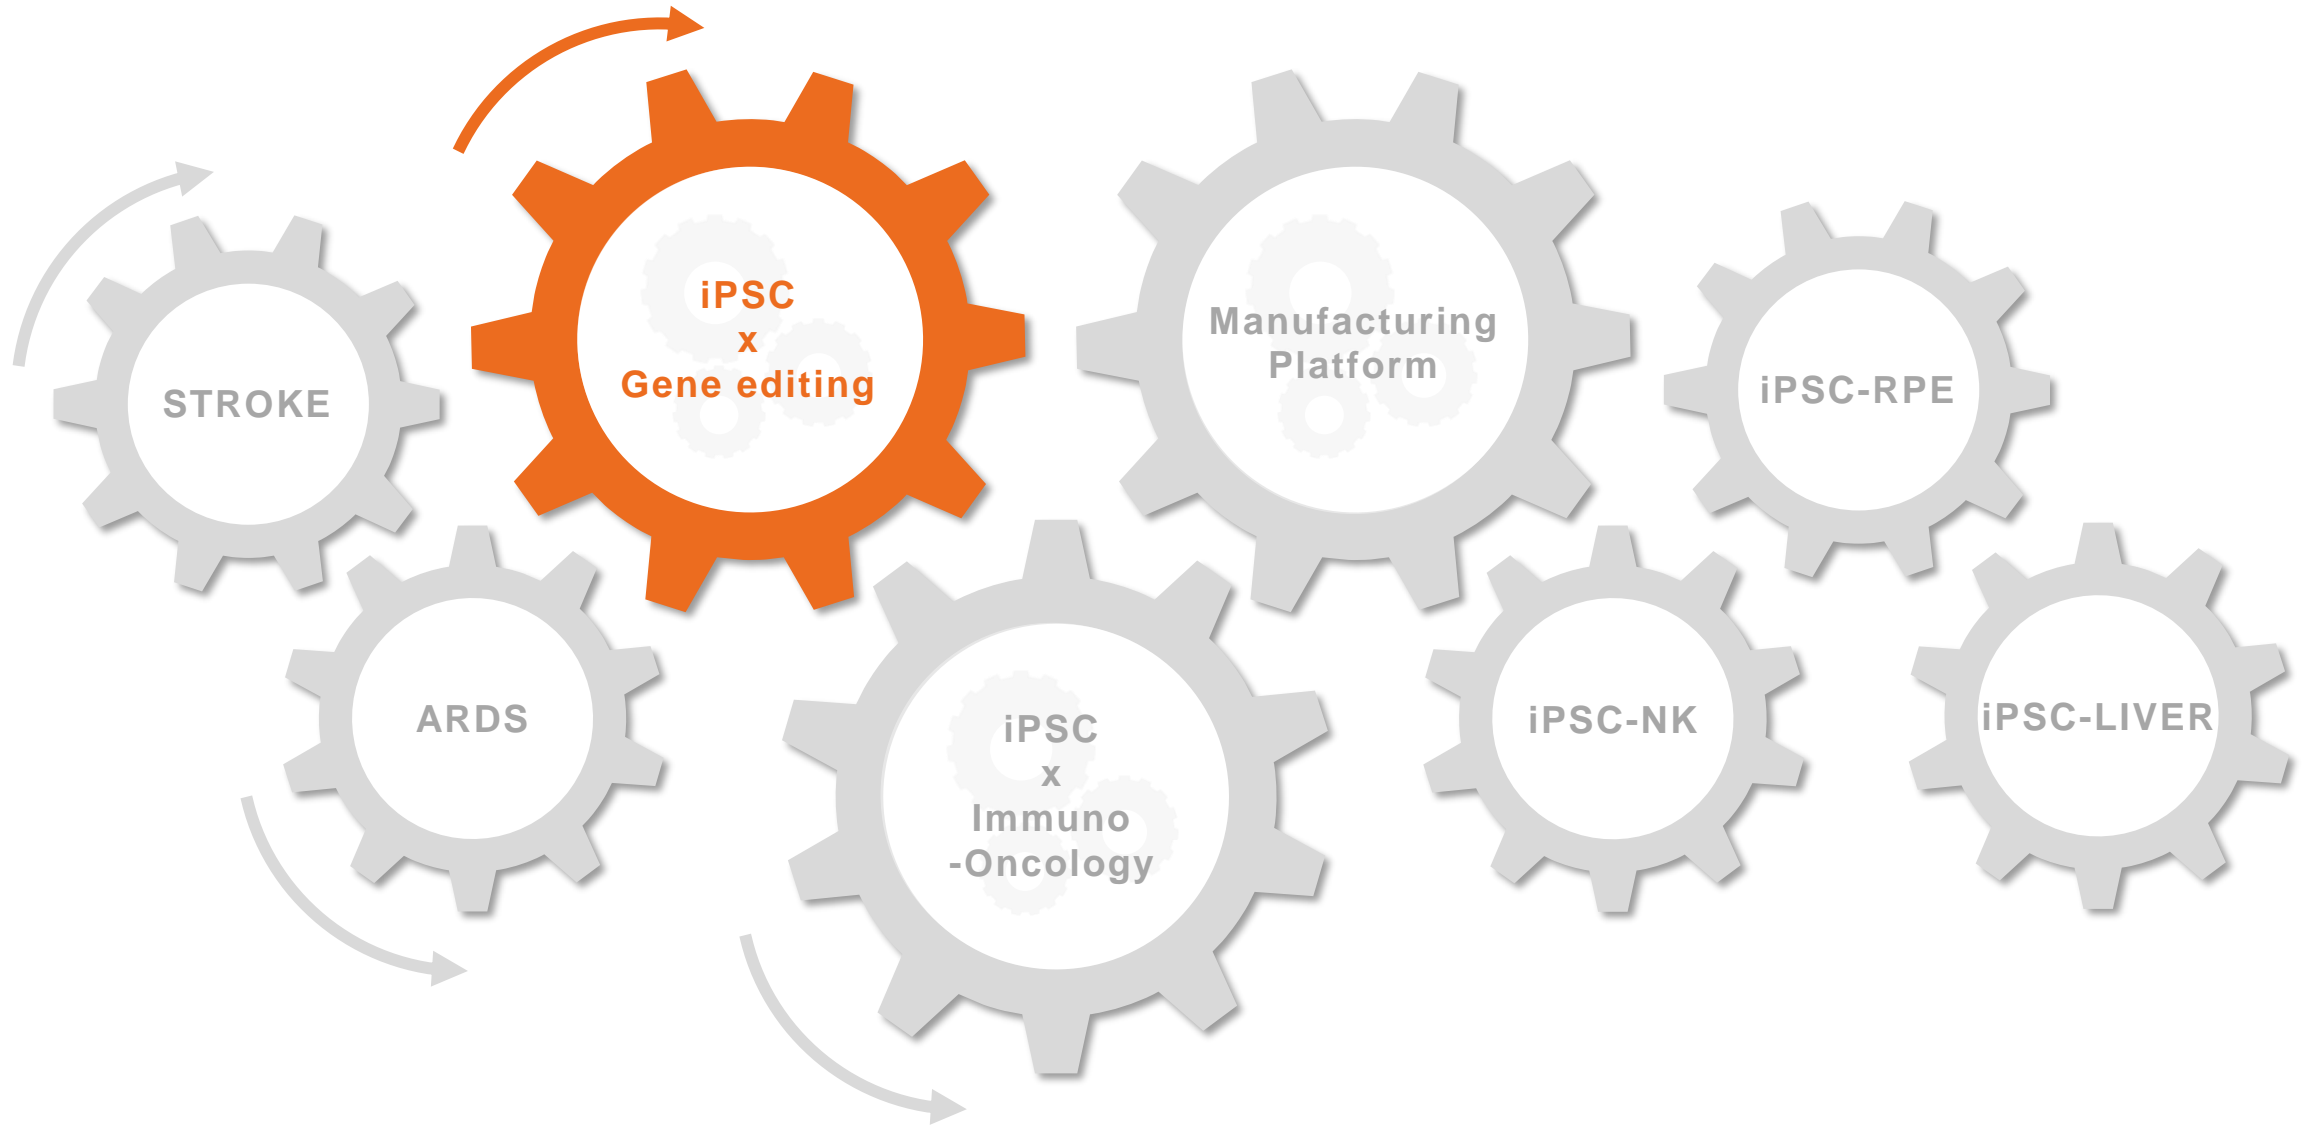 iPSC
x
Gene editing
Manufacturing
Platform
STROKE
iPSC-RPE
ARDS
iPSC
x
Immuno
-Oncology
iPSC-NK
iPSC-LIVER